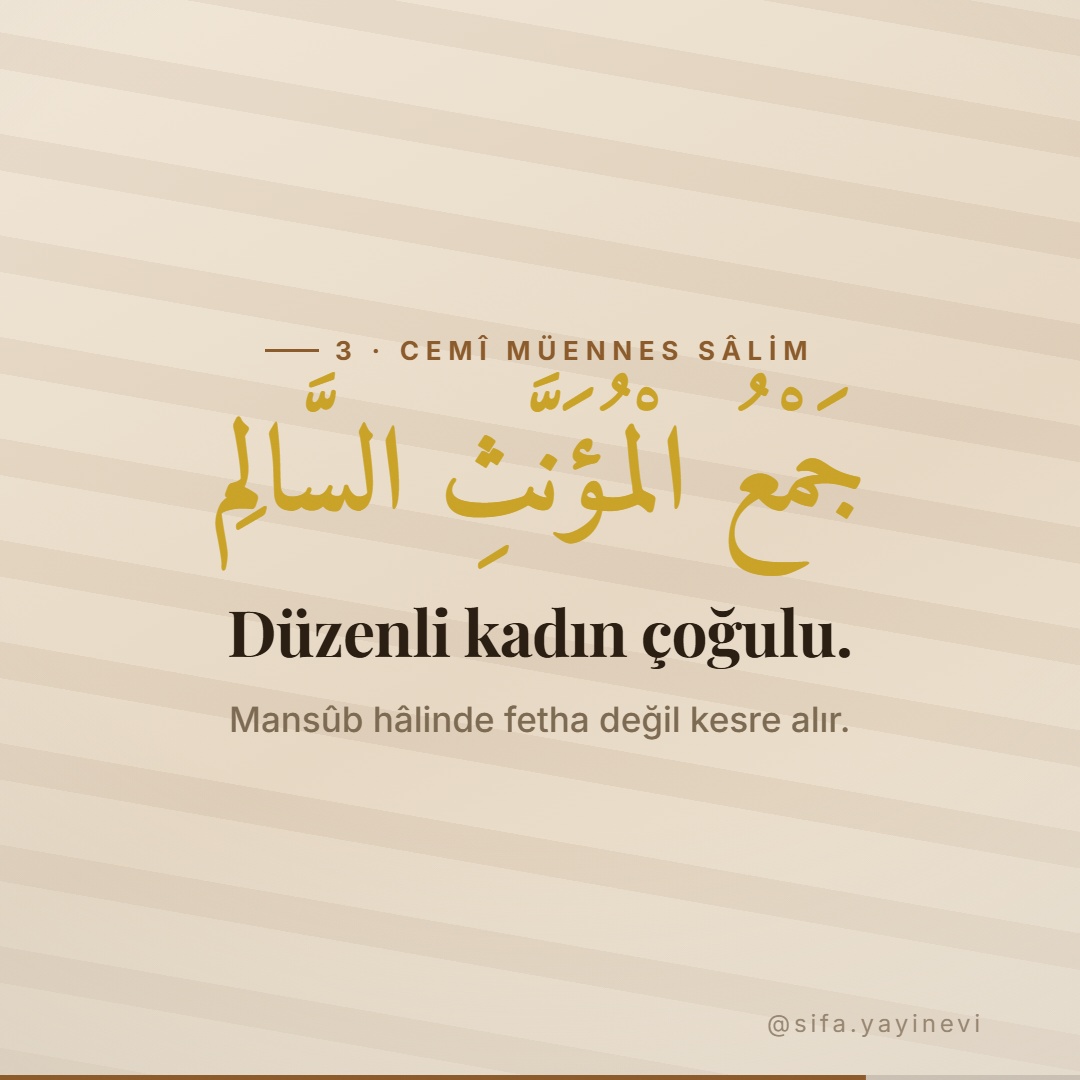 3 · CEMÎ MÜENNES SÂLİM
جَمْعُ الْمُؤَنَّثِ السَّالِمِ
Düzenli kadın çoğulu.
Mansûb hâlinde fetha değil kesre alır.
@sifa.yayinevi